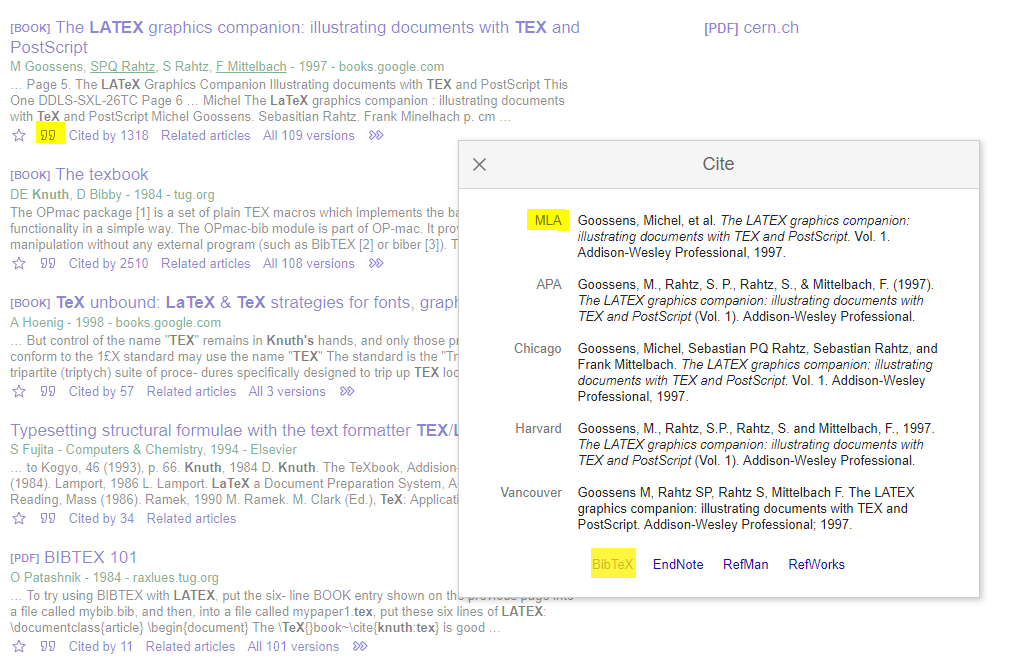 [BOOK] The LATEX graphics companion: illustrating documents with TEX and
PostScript
M Goossens, SPQ Rahtz, S Rahtz, F Mittelbach - 1997 - books.google.com
… Page 5. The LATeX Graphics Companion Illustrating documents with TEX and PostScript This
One DDLS-SXL-26TC Page 6 … Michel The LaTeX graphics companion : illustrating documents
with TeX and PostScript Michel Goossens. Sebasitian Rahtz. Frank Minelhach p. cm …
Cited by 1318 Related articles All 109 versions
[PDF] cern.ch
[BOOK] The texbook
DE Knuth, D Bibby - 1984 - tug.org
The OPmac package [1] is a set of plain TEX macros which implements the ba
functionality in a simple way. The OPmac-bib module is part of OP-mac. It prov
manipulation without any external program (such as BibTEX [2] or biber [3]). T
Cited by 2510 Related articles All 108 versions
[BOOK] TeX unbound: LaTeX & TeX strategies for fonts, graph
A Hoenig - 1998 - books.google.com
… But control of the name "TEX" remains in Knuth's hands, and only those pr
conform to the 1£X standard may use the name "TEX" The standard is the "Tr
tripartite (triptych) suite of proce- dures specifically designed to trip up TEX loo
Cited by 57 Related articles All 3 versions
Typesetting structural formulae with the text formatter TEX/L
S Fujita - Computers & Chemistry, 1994 - Elsevier
… to Kogyo, 46 (1993), p. 66. Knuth, 1984 D. Knuth. The TeXbook, Addision-
(1984). Lamport, 1986 L. Lamport. LaTeX a Document Preparation System, A
Reading, Mass (1986). Ramek, 1990 M. Ramek. M. Clark (Ed.), TeX: Applicati
Cited by 34 Related articles
[PDF] BIBTEX 101
O Patashnik - 1984 - raxlues.tug.org
… To try using BIBTEX with LATEX, put the six- line BOOK entry shown on the previous page into
a file called mybib.bib, and then, into a file called mypaper1.tex, put these six lines of LATEX:
\documentclass{article} \begin{document} The \TeX{}book~\cite{knuth:tex} is good …
Cited by 11 Related articles All 101 versions
Cite
MLA Goossens, Michel, et al. The LATEX graphics companion:
illustrating documents with TEX and PostScript. Vol. 1.
Addison-Wesley Professional, 1997.
APA Goossens, M., Rahtz, S. P., Rahtz, S., & Mittelbach, F. (1997).
The LATEX graphics companion: illustrating documents with
TEX and PostScript (Vol. 1). Addison-Wesley Professional.
Chicago Goossens, Michel, Sebastian PQ Rahtz, Sebastian Rahtz, and
Frank Mittelbach. The LATEX graphics companion: illustrating
documents with TEX and PostScript. Vol. 1. Addison-Wesley
Professional, 1997.
Harvard Goossens, M., Rahtz, S.P., Rahtz, S. and Mittelbach, F., 1997.
The LATEX graphics companion: illustrating documents with
TEX and PostScript (Vol. 1). Addison-Wesley Professional.
Vancouver Goossens M, Rahtz SP, Rahtz S, Mittelbach F. The LATEX
graphics companion: illustrating documents with TEX and
PostScript. Addison-Wesley Professional; 1997.
BibTeX EndNote RefMan RefWorks